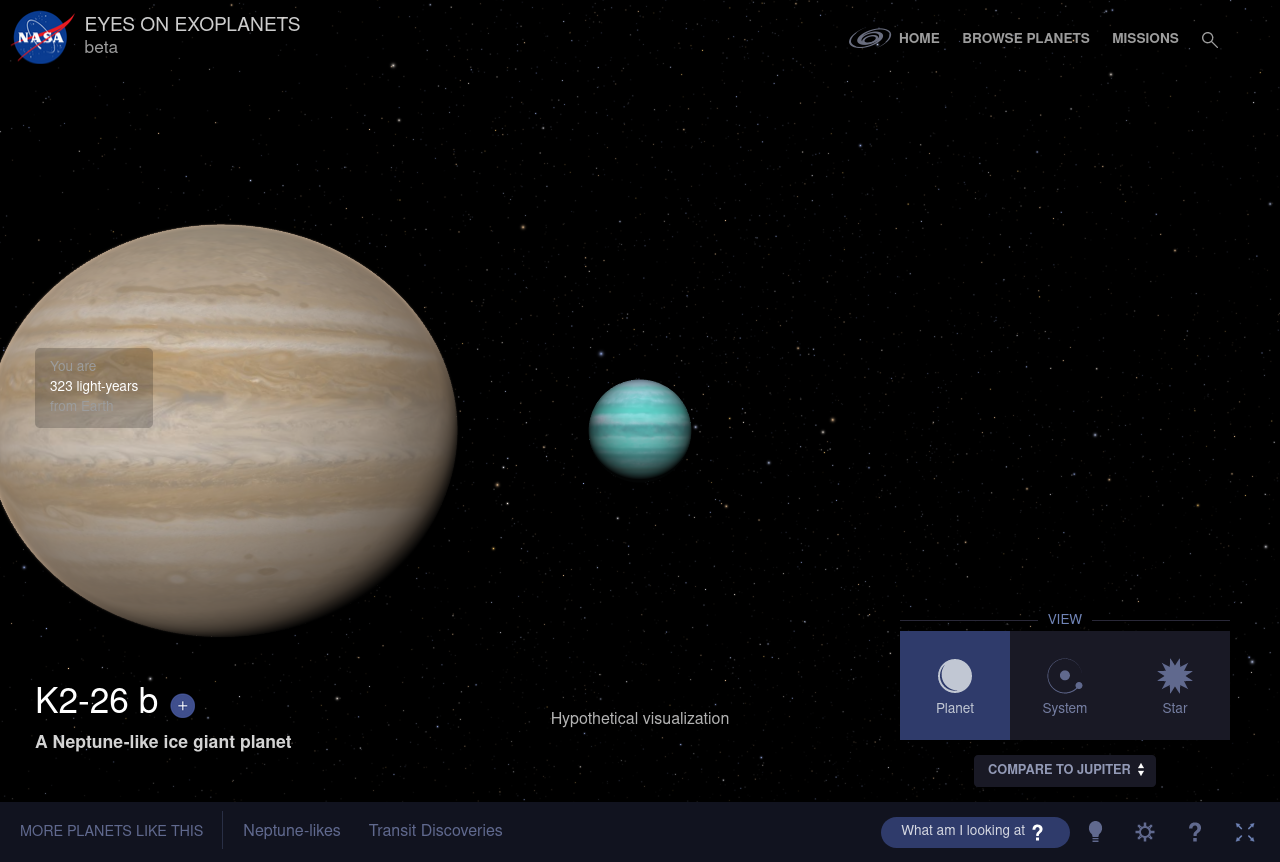 NASA
EYES ON EXOPLANETS
beta
HOME
BROWSE PLANETS
MISSIONS
You are
323 light-years
from Earth
K2-26 b +
A Neptune-like ice giant planet
Hypothetical visualization
VIEW
Planet
System
Star
COMPARE TO JUPITER
MORE PLANETS LIKE THIS
Neptune-likes
Transit Discoveries
What am I looking at ?
?